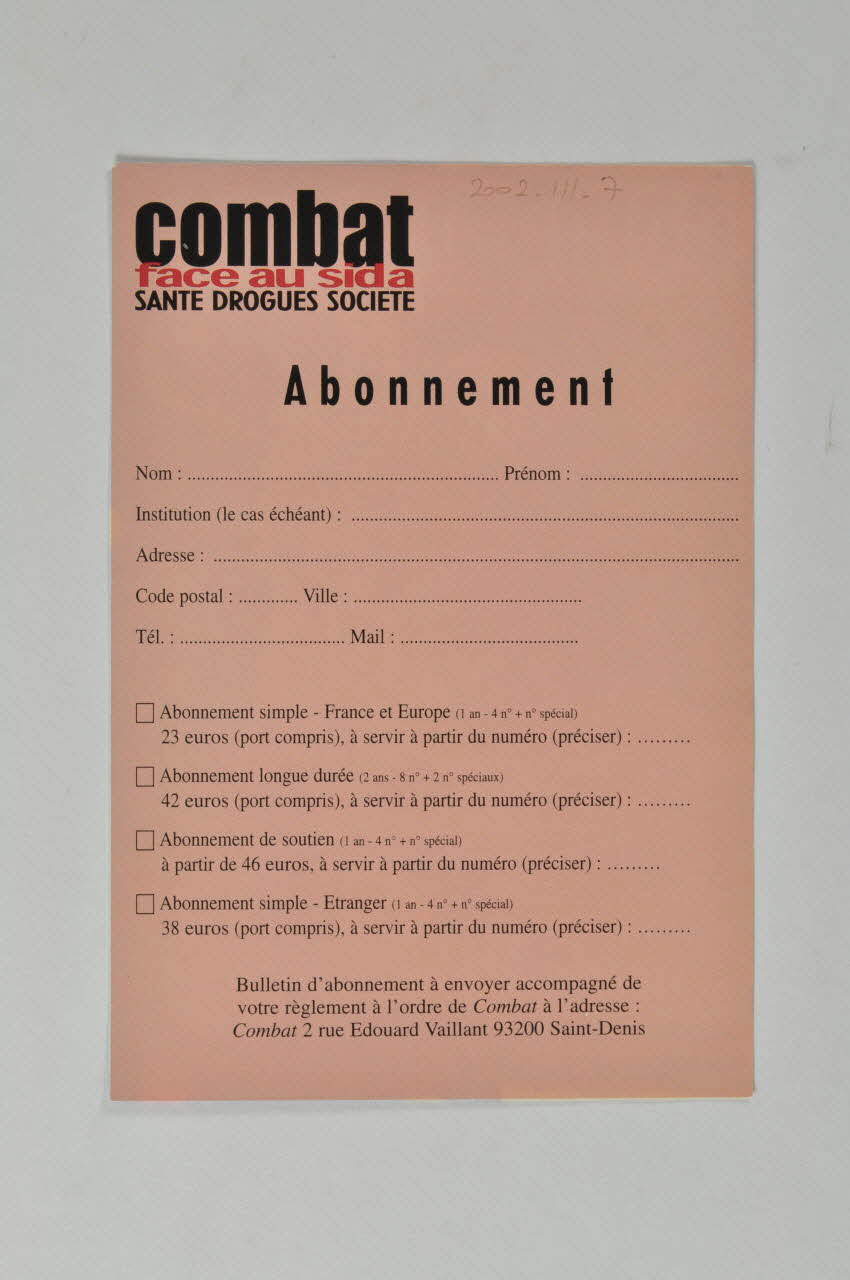 2002-III-7
combat
face au sida
SANTE DROGUES SOCIETE
Abonnement
Nom : .................................................................... Prénom : ..................................
Institution (le cas échéant) : ....................................................................................
Adresse : ..................................................................................................................
Code postal : ............. Ville : ..................................................
Tél. : .................................... Mail : .......................................
Abonnement simple - France et Europe (1 an - 4 n° + n° spécial)
23 euros (port compris), à servir à partir du numéro (préciser) : .........
Abonnement longue durée (2 ans - 8 n° + 2 n° spéciaux)
42 euros (port compris), à servir à partir du numéro (préciser) : .........
Abonnement de soutien (1 an - 4 n° + n° spécial)
à partir de 46 euros, à servir à partir du numéro (préciser) : .........
Abonnement simple - Etranger (1 an - 4 n° + n° spécial)
38 euros (port compris), à servir à partir du numéro (préciser) : .........
Bulletin d'abonnement à envoyer accompagné de
votre règlement à l'ordre de Combat à l'adresse :
Combat 2 rue Edouard Vaillant 93200 Saint-Denis